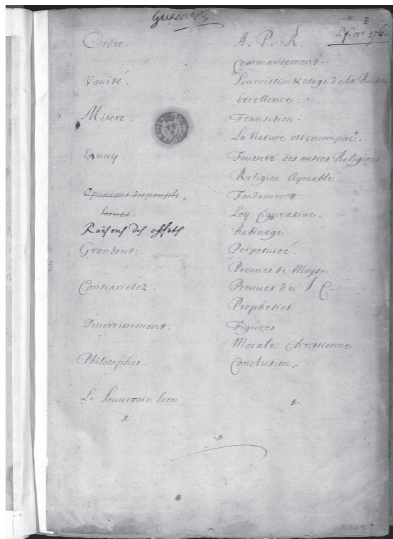 Ordre.
Vanité.
Misere.
Ennuy
Opinions du peuple
saines.
Raisons des effets
Grandeur.
Contrarietez.
Divertissement.
Philosophes
Le Souverain bien
A. P. R.
Commancement.
Soumission & usage de la Raison
Excellence
Transition.
La Nature est corrompue.
Fausseté des autres Religions
Religion Aymable
Fondement
Loy figurative.
Rabinage.
Perpetuité.
Preuves de Moyse.
Preuves de J. C.
Propheties
Figures
Morale Chrestienne
Conclusion.